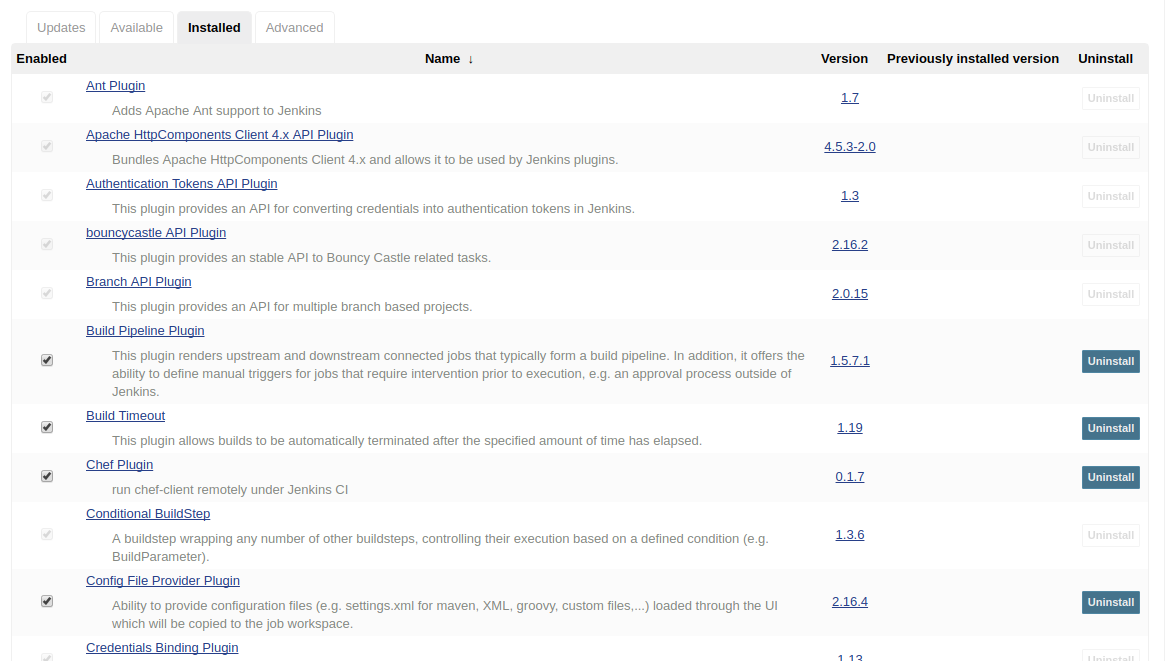 Updates Available Installed Advanced
Enabled Name ↓ Version Previously installed version Uninstall
Ant Plugin
Adds Apache Ant support to Jenkins
1.7 Uninstall
Apache HttpComponents Client 4.x API Plugin
Bundles Apache HttpComponents Client 4.x and allows it to be used by Jenkins plugins.
4.5.3-2.0 Uninstall
Authentication Tokens API Plugin
This plugin provides an API for converting credentials into authentication tokens in Jenkins.
1.3 Uninstall
bouncycastle API Plugin
This plugin provides an stable API to Bouncy Castle related tasks.
2.16.2 Uninstall
Branch API Plugin
This plugin provides an API for multiple branch based projects.
2.0.15 Uninstall
Build Pipeline Plugin
This plugin renders upstream and downstream connected jobs that typically form a build pipeline. In addition, it offers the
ability to define manual triggers for jobs that require intervention prior to execution, e.g. an approval process outside of
Jenkins.
1.5.7.1 Uninstall
Build Timeout
This plugin allows builds to be automatically terminated after the specified amount of time has elapsed.
1.19 Uninstall
Chef Plugin
run chef-client remotely under Jenkins CI
0.1.7 Uninstall
Conditional BuildStep
A buildstep wrapping any number of other buildsteps, controlling their execution based on a defined condition (e.g.
BuildParameter).
1.3.6 Uninstall
Config File Provider Plugin
Ability to provide configuration files (e.g. settings.xml for maven, XML, groovy, custom files,...) loaded through the UI
which will be copied to the job workspace.
2.16.4 Uninstall
Credentials Binding Plugin
1.13 Uninstall